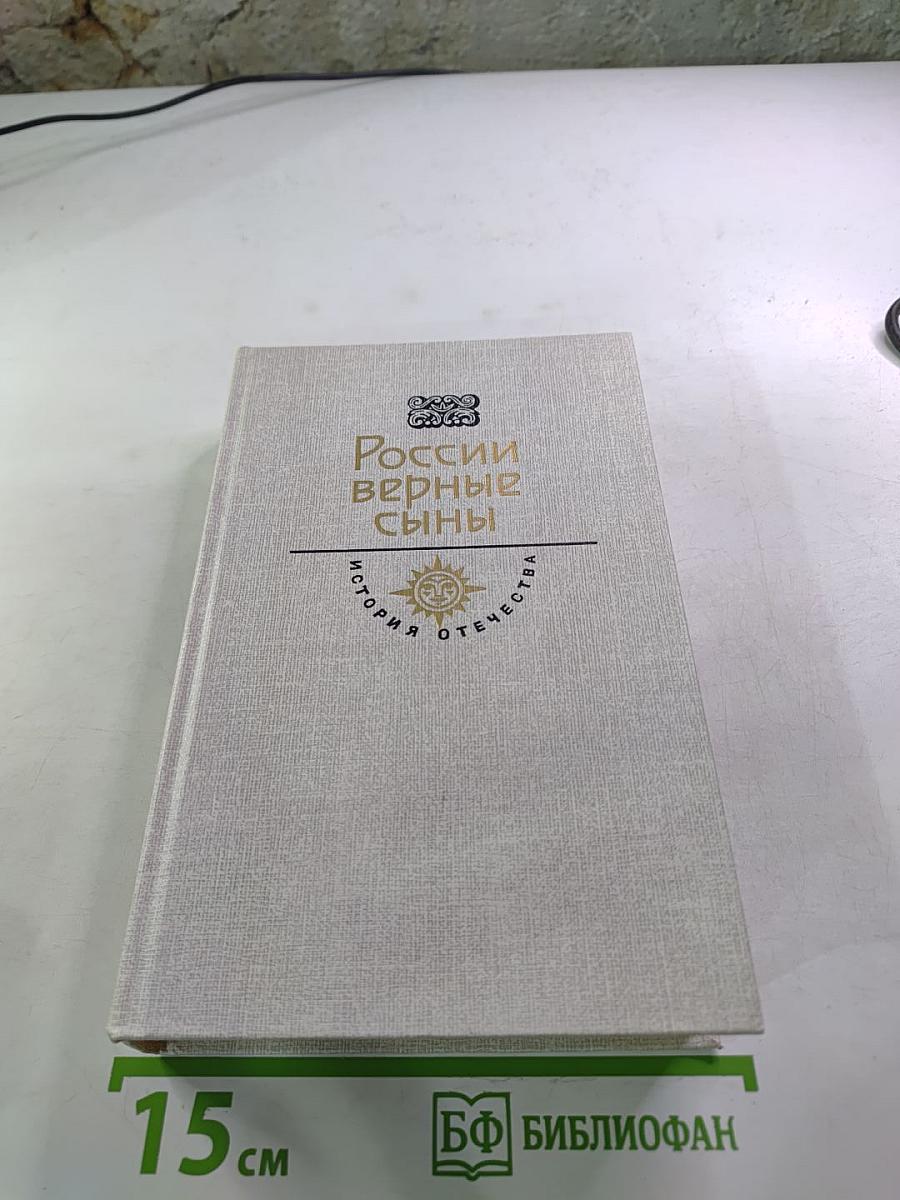 России
верные
сыны
ИСТОРИЯ ОТЕЧЕСТВА
15 см
БФ БИБЛИОФАН